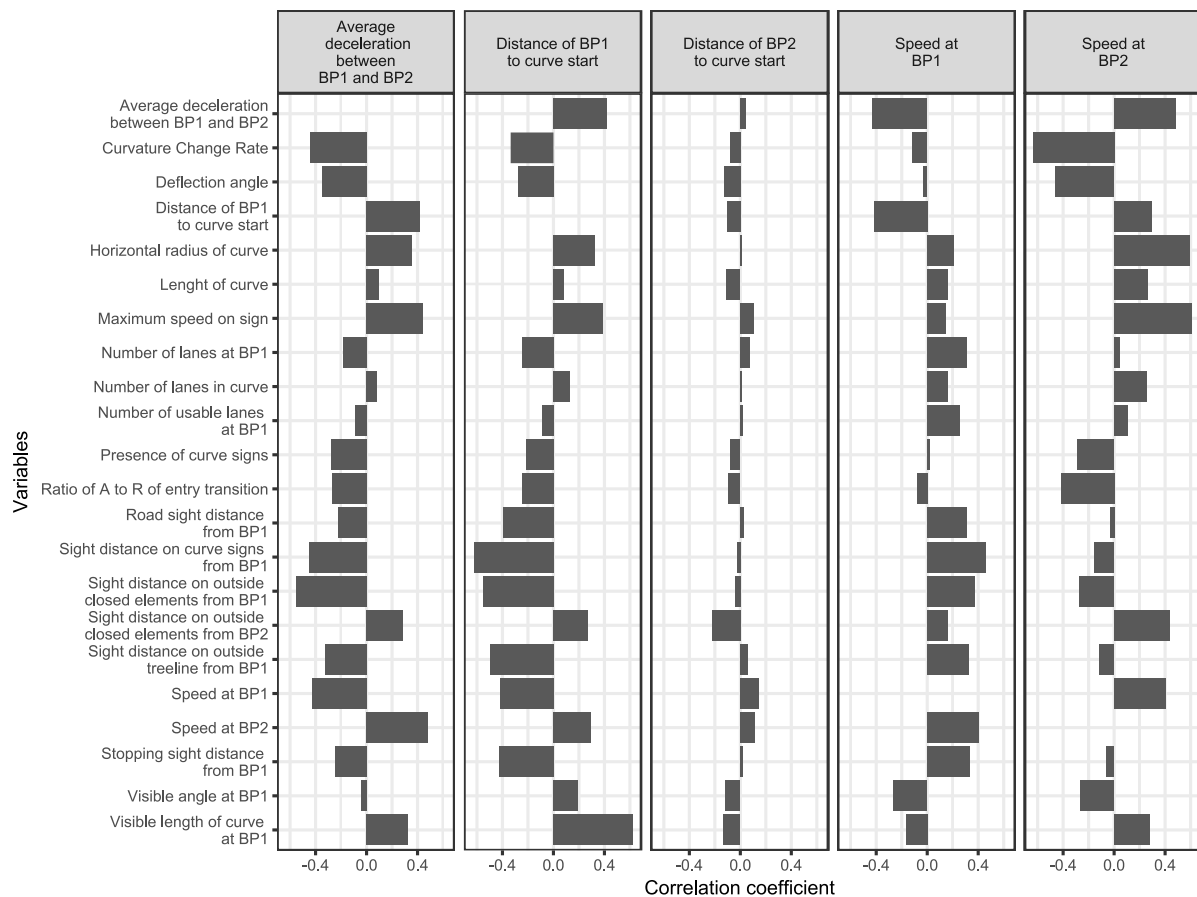 Average
deceleration
between
BP1 and BP2
Distance of BP1
to curve start
Distance of BP2
to curve start
Speed at
BP1
Speed at
BP2
Variables
Average deceleration
between BP1 and BP2
Curvature Change Rate
Deflection angle
Distance of BP1
to curve start
Horizontal radius of curve
Lenght of curve
Maximum speed on sign
Number of lanes at BP1
Number of lanes in curve
Number of usable lanes
at BP1
Presence of curve signs
Ratio of A to R of entry transition
Road sight distance
from BP1
Sight distance on curve signs
from BP1
Sight distance on outside
closed elements from BP1
Sight distance on outside
closed elements from BP2
Sight distance on outside
treeline from BP1
Speed at BP1
Speed at BP2
Stopping sight distance
from BP1
Visible angle at BP1
Visible length of curve
at BP1
-0.4 0.0 0.4 -0.4 0.0 0.4 -0.4 0.0 0.4 -0.4 0.0 0.4 -0.4 0.0 0.4
Correlation coefficient